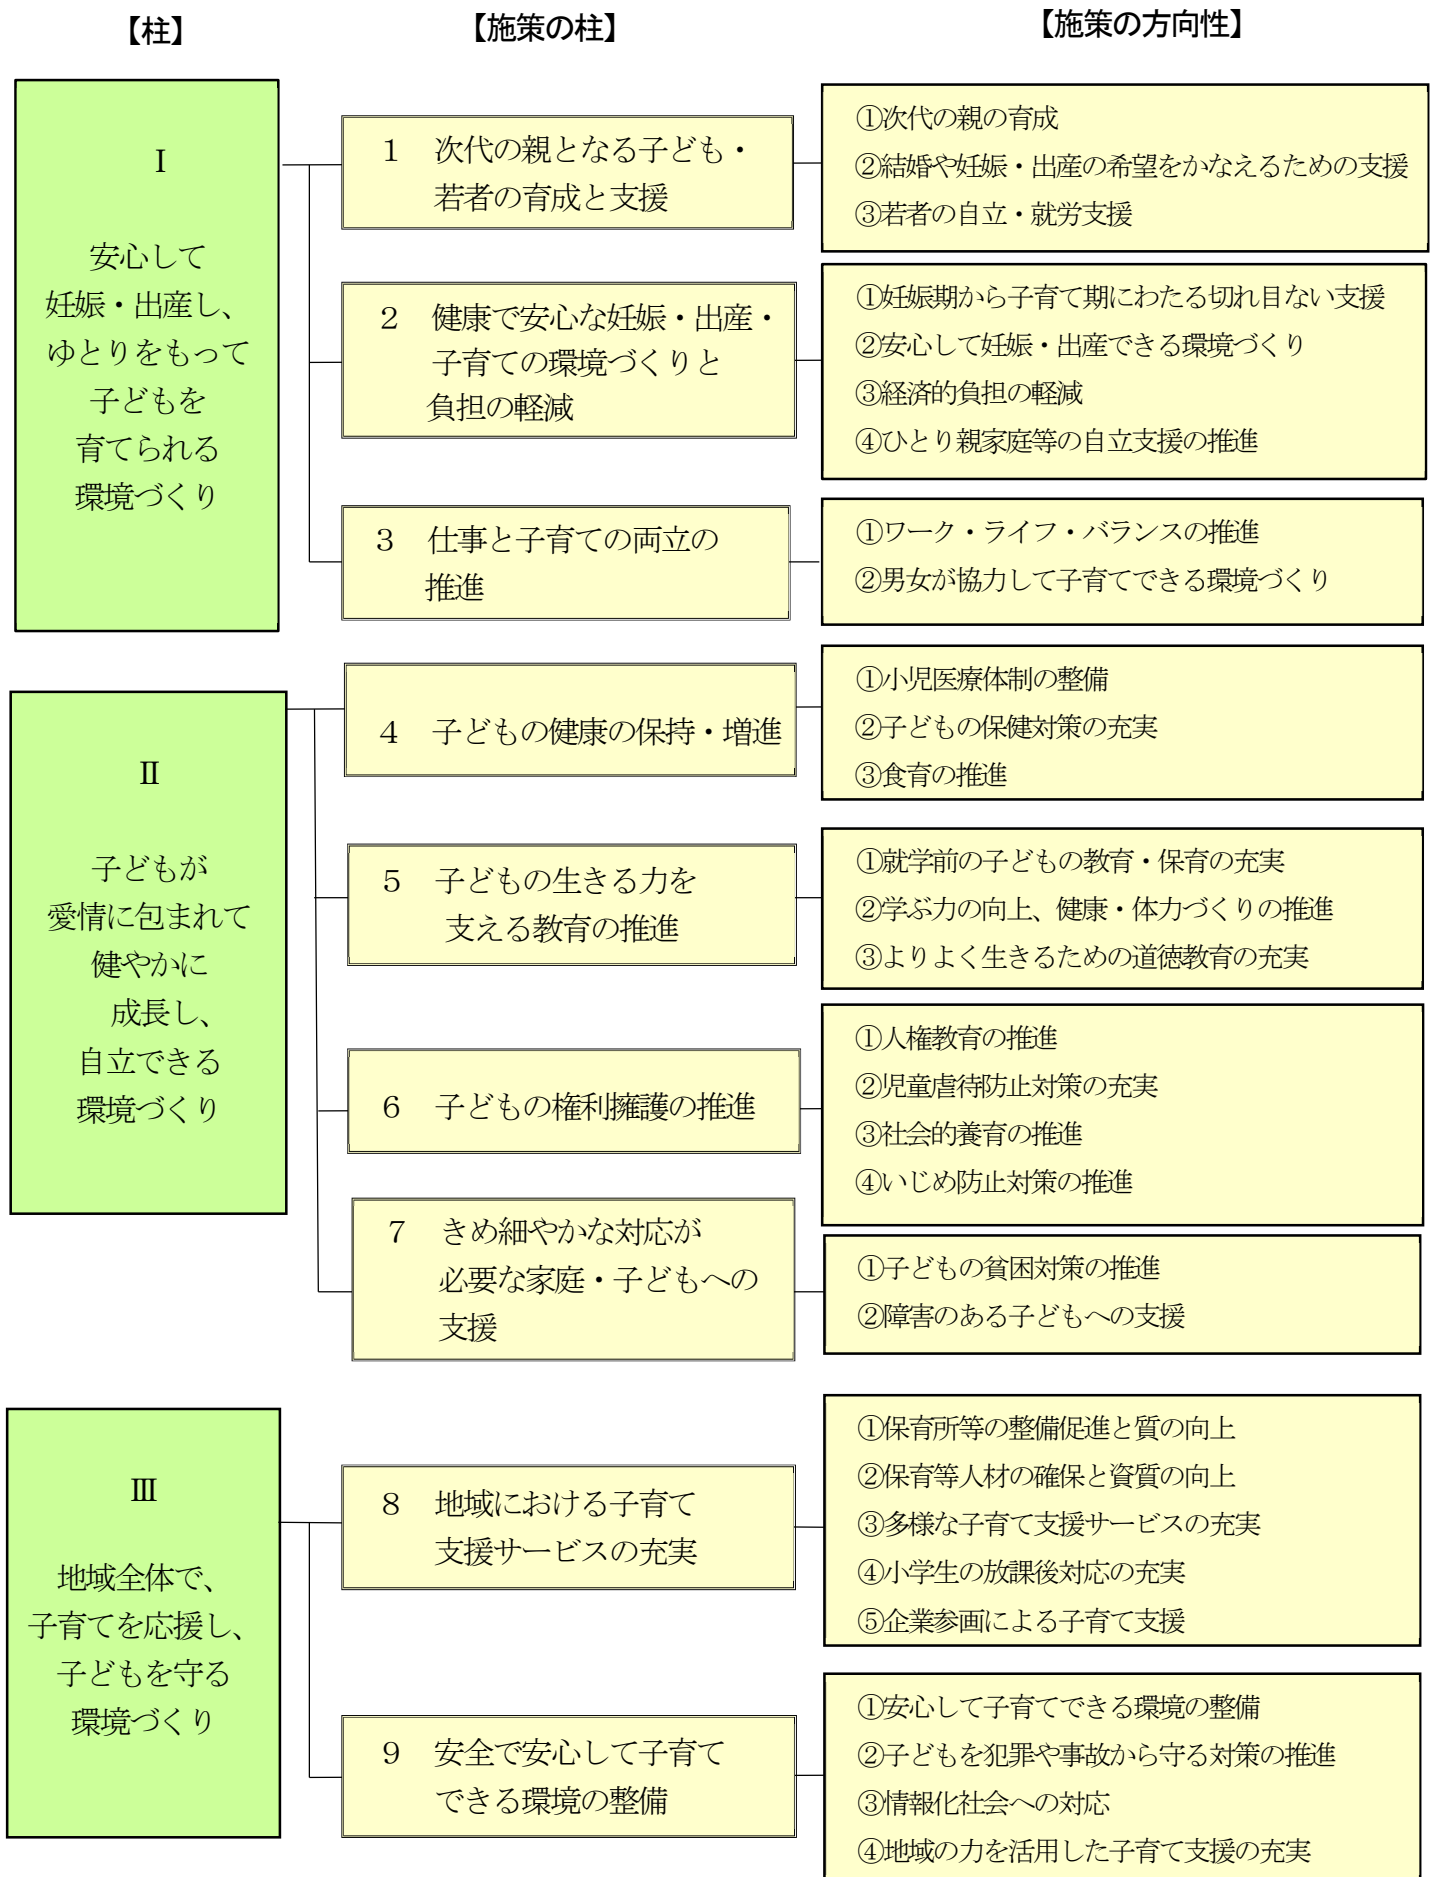 【柱】
【施策の柱】
【施策の方向性】
Ⅰ
安心して
妊娠・出産し、
ゆとりをもって
子どもを
育てられる
環境づくり
1 次代の親となる子ども・
若者の育成と支援
①次代の親の育成
②結婚や妊娠・出産の希望をかなえるための支援
③若者の自立・就労支援
2 健康で安心な妊娠・出産・
子育ての環境づくりと
負担の軽減
①妊娠期から子育て期にわたる切れ目ない支援
②安心して妊娠・出産できる環境づくり
③経済的負担の軽減
④ひとり親家庭等の自立支援の推進
3 仕事と子育ての両立の
推進
①ワーク・ライフ・バランスの推進
②男女が協力して子育てできる環境づくり
Ⅱ
子どもが
愛情に包まれて
健やかに
成長し、
自立できる
環境づくり
4 子どもの健康の保持・増進
①小児医療体制の整備
②子どもの保健対策の充実
③食育の推進
5 子どもの生きる力を
支える教育の推進
①就学前の子どもの教育・保育の充実
②学ぶ力の向上、健康・体力づくりの推進
③よりよく生きるための道徳教育の充実
6 子どもの権利擁護の推進
①人権教育の推進
②児童虐待防止対策の充実
③社会的養育の推進
④いじめ防止対策の推進
7 きめ細やかな対応が
必要な家庭・子どもへの
支援
①子どもの貧困対策の推進
②障害のある子どもへの支援
Ⅲ
地域全体で、
子育てを応援し、
子どもを守る
環境づくり
8 地域における子育て
支援サービスの充実
①保育所等の整備促進と質の向上
②保育等人材の確保と資質の向上
③多様な子育て支援サービスの充実
④小学生の放課後対応の充実
⑤企業参画による子育て支援
9 安全で安心して子育て
できる環境の整備
①安心して子育てできる環境の整備
②子どもを犯罪や事故から守る対策の推進
③情報化社会への対応
④地域の力を活用した子育て支援の充実